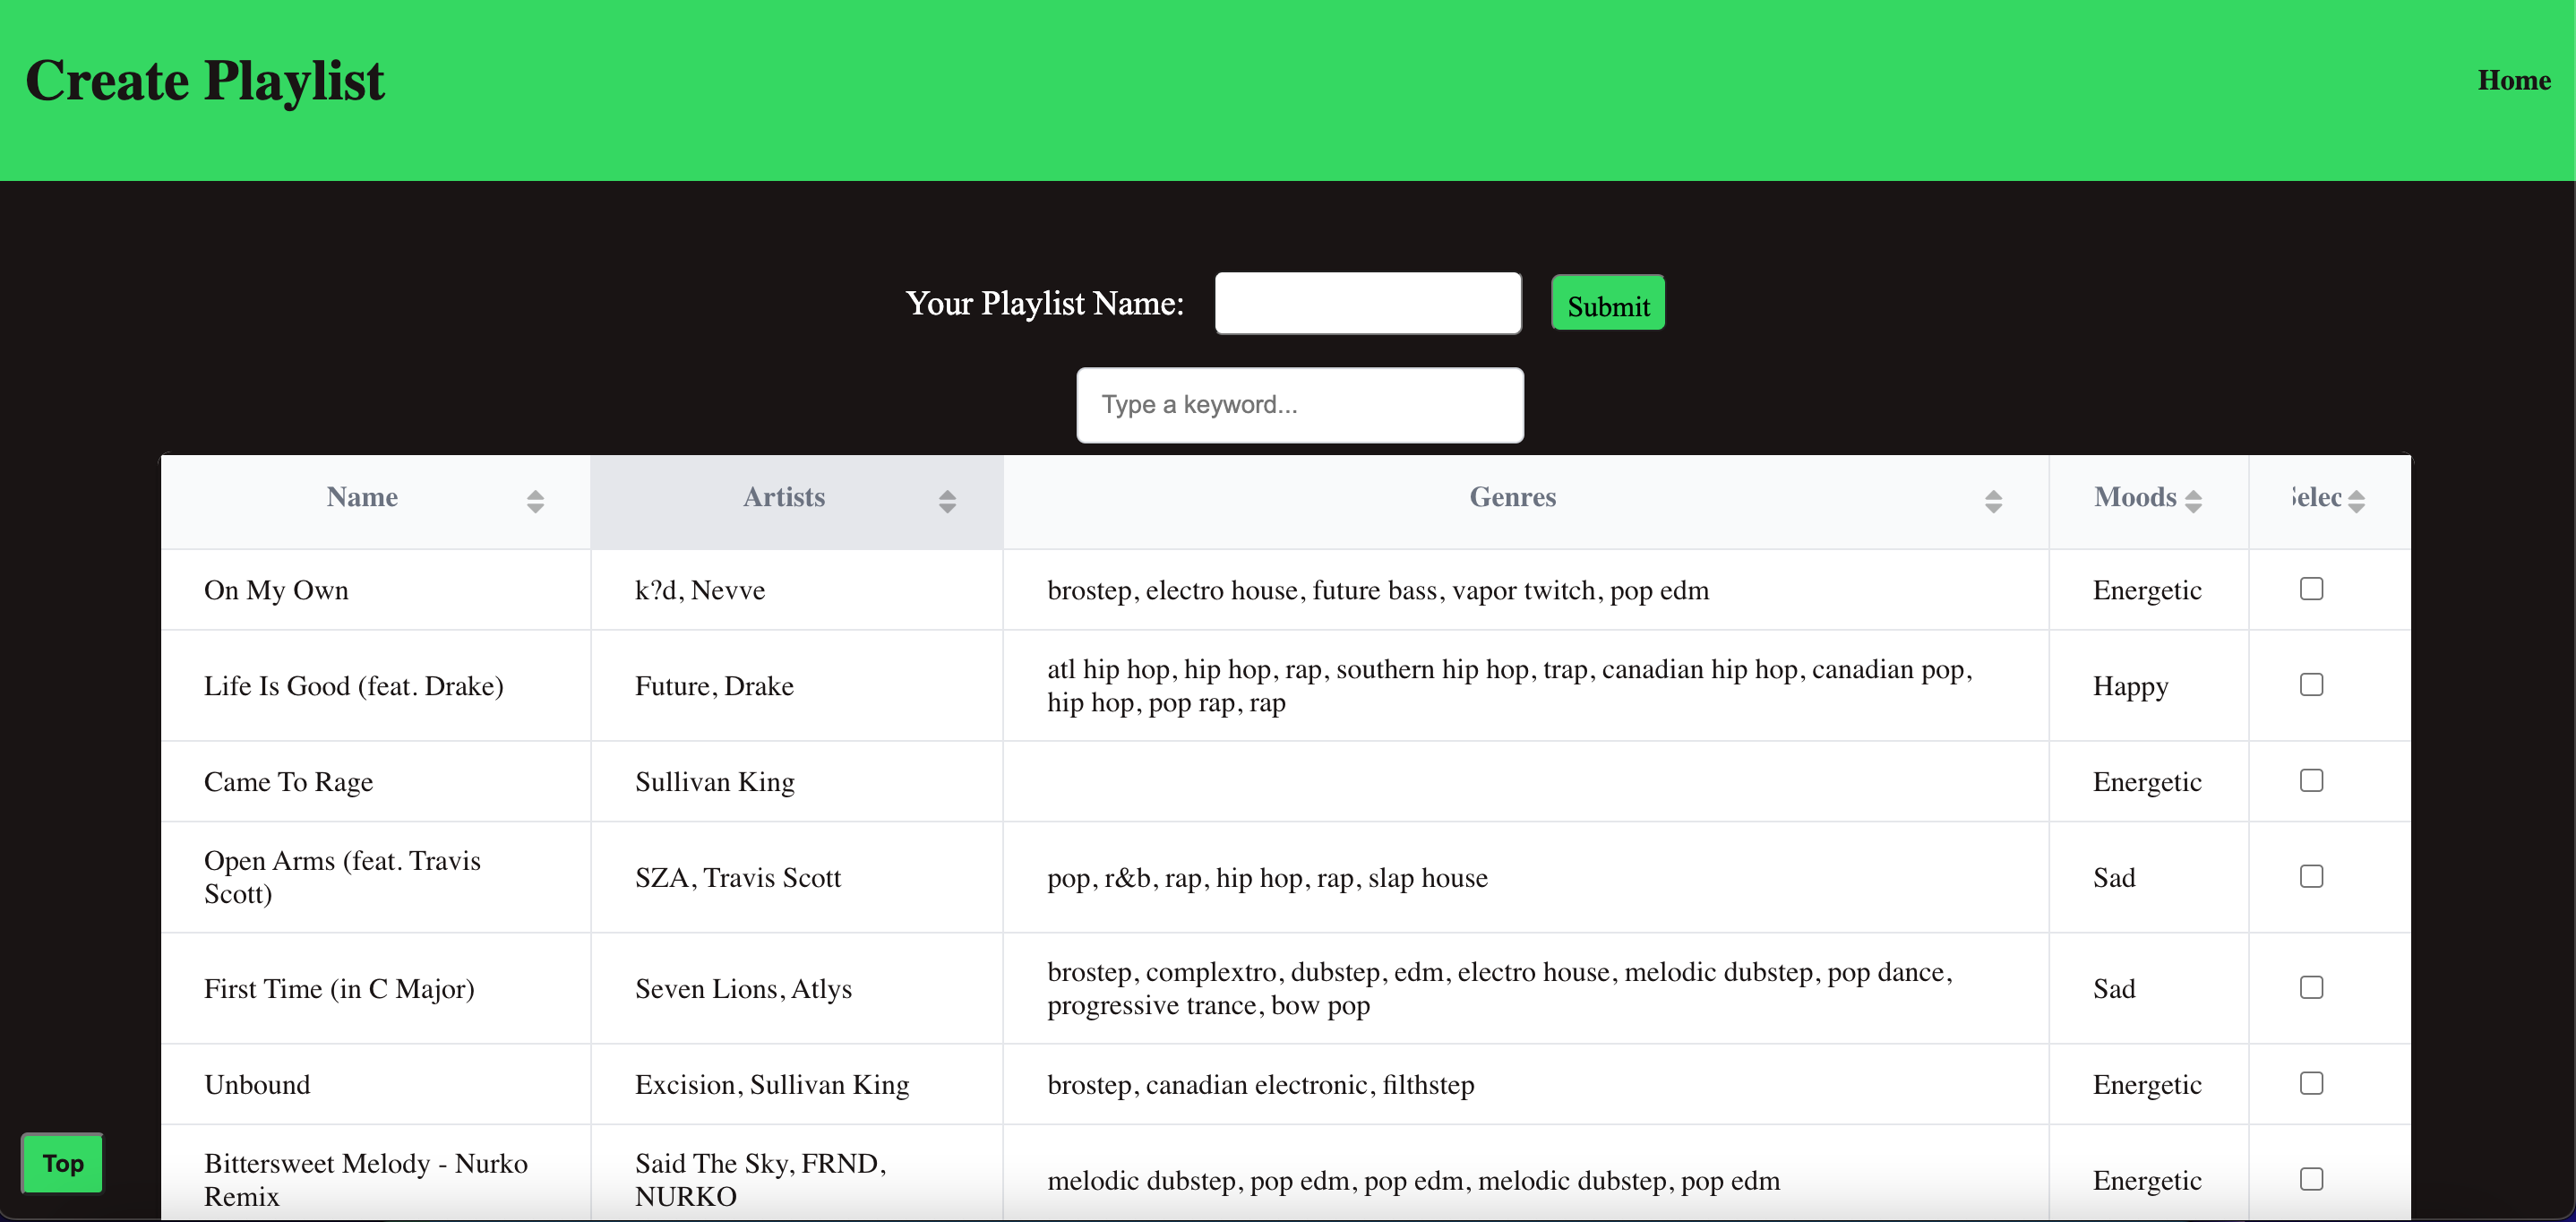 Create Playlist
Home
Your Playlist Name:
Submit
Type a keyword...
Name Artists Genres Moods Selec
On My Own k?d, Nevve brostep, electro house, future bass, vapor twitch, pop edm Energetic
Life Is Good (feat. Drake) Future, Drake atl hip hop, hip hop, rap, southern hip hop, trap, canadian hip hop, canadian pop,
hip hop, pop rap, rap Happy
Came To Rage Sullivan King Energetic
Open Arms (feat. Travis
Scott) SZA, Travis Scott pop, r&b, rap, hip hop, rap, slap house Sad
First Time (in C Major) Seven Lions, Atlys brostep, complextro, dubstep, edm, electro house, melodic dubstep, pop dance,
progressive trance, bow pop Sad
Unbound Excision, Sullivan King brostep, canadian electronic, filthstep Energetic
Bittersweet Melody - Nurko
Remix Said The Sky, FRND,
NURKO melodic dubstep, pop edm, pop edm, melodic dubstep, pop edm Energetic
Top